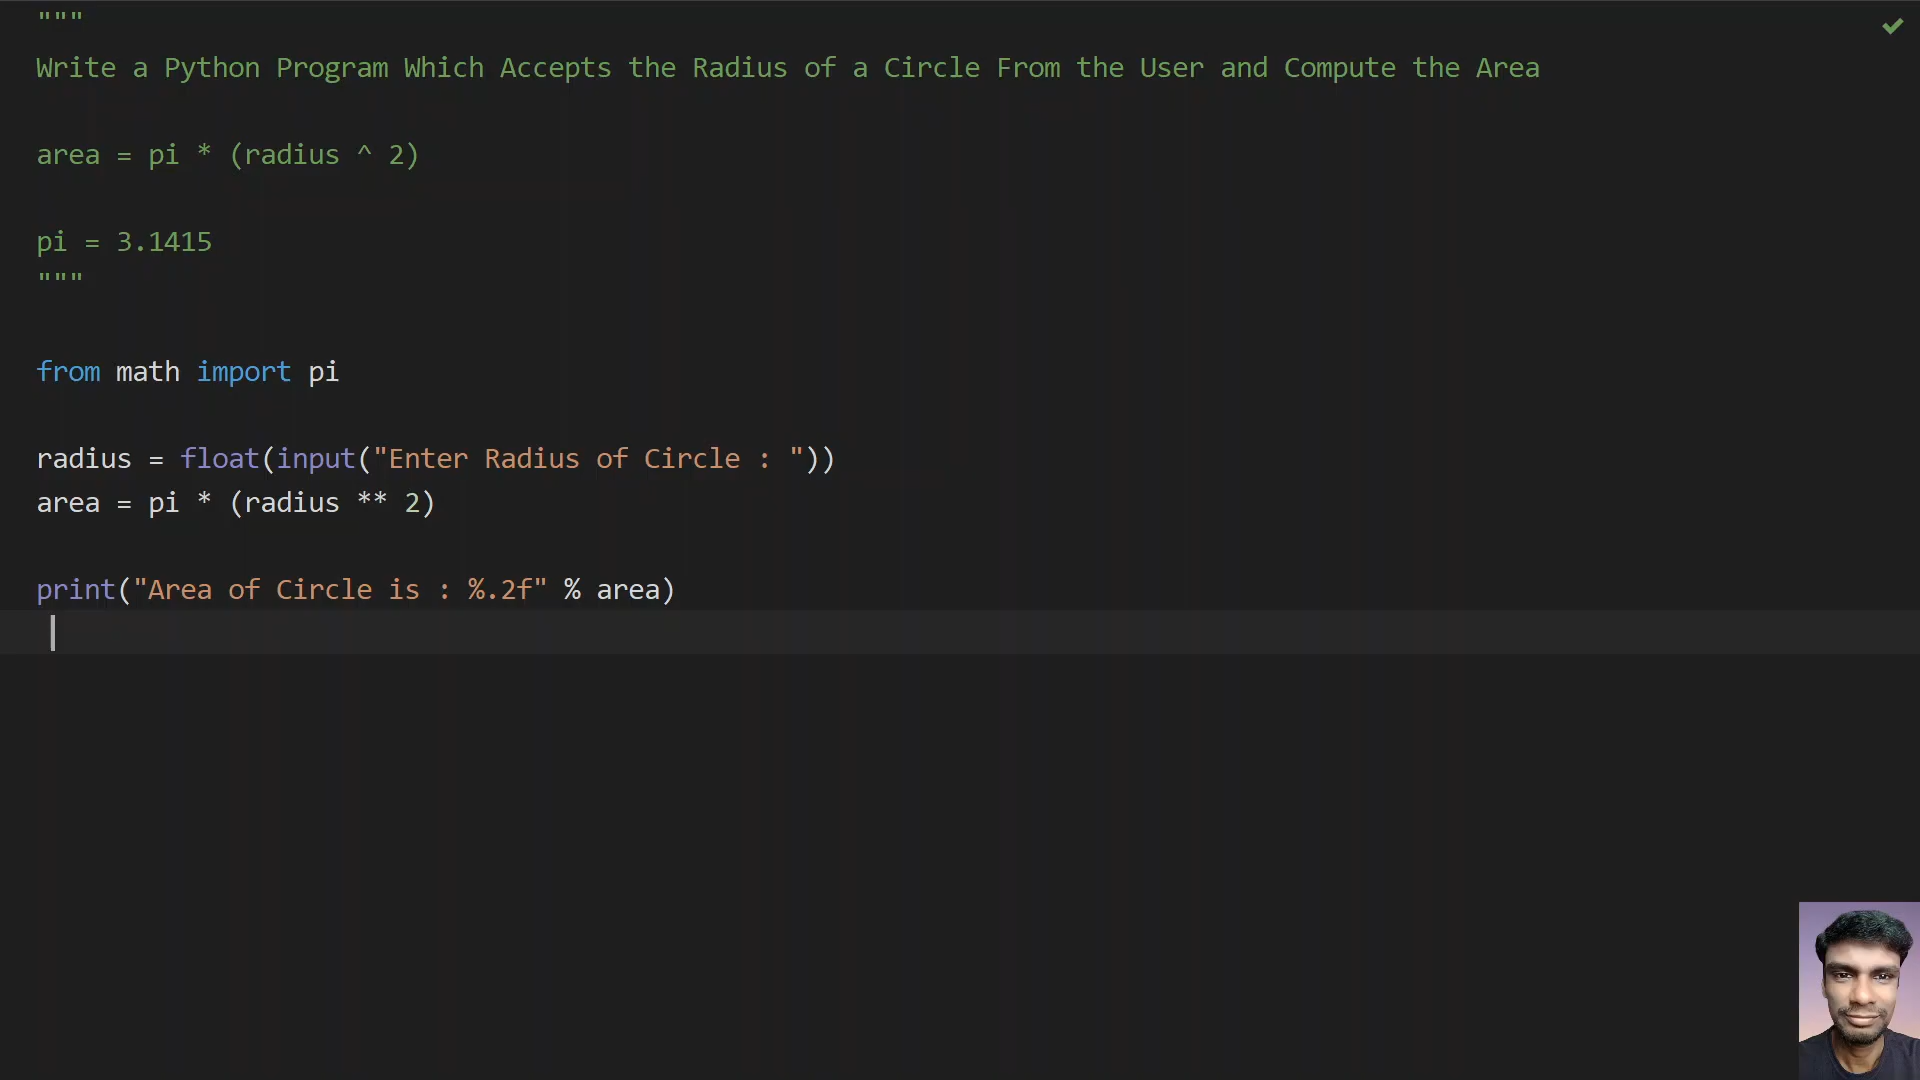 """
Write a Python Program Which Accepts the Radius of a Circle From the User and Compute the Area
area = pi * (radius ^ 2)
pi = 3.1415
"""
from math import pi
radius = float(input("Enter Radius of Circle : "))
area = pi * (radius ** 2)
print("Area of Circle is : %.2f" % area)